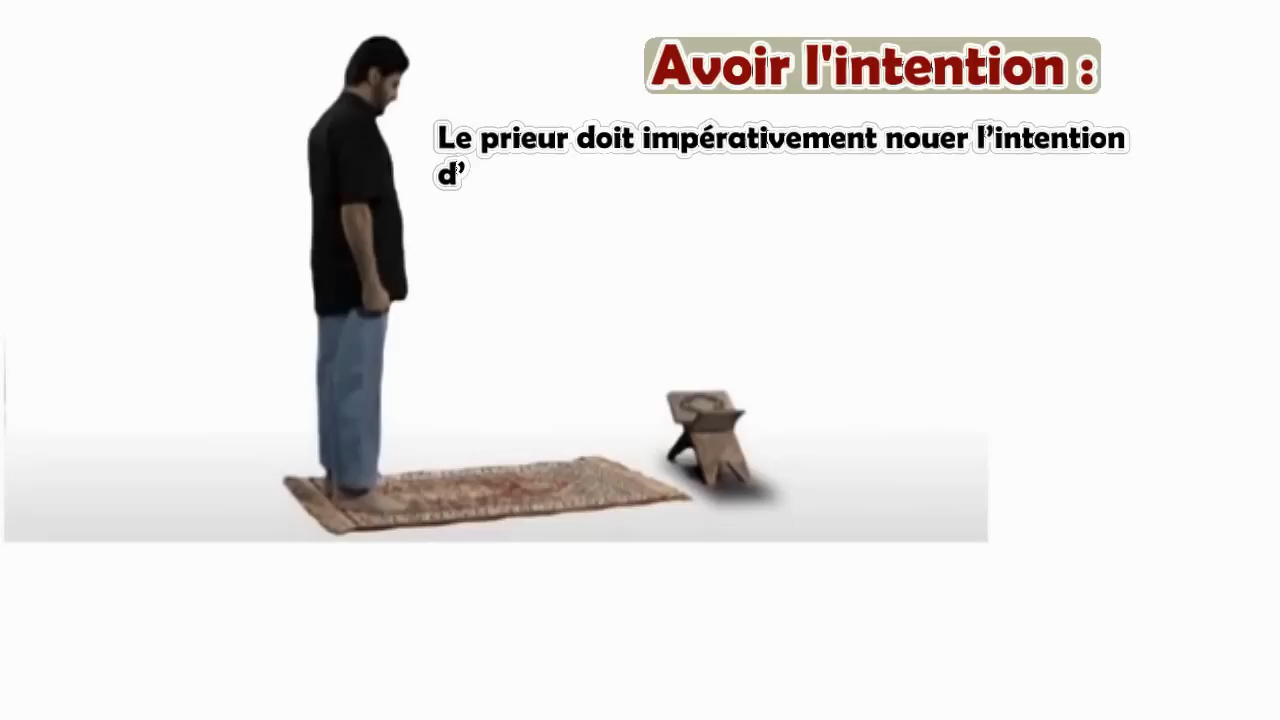 Avoir l'intention :
Le prieur doit impérativement nouer l’intention
d’